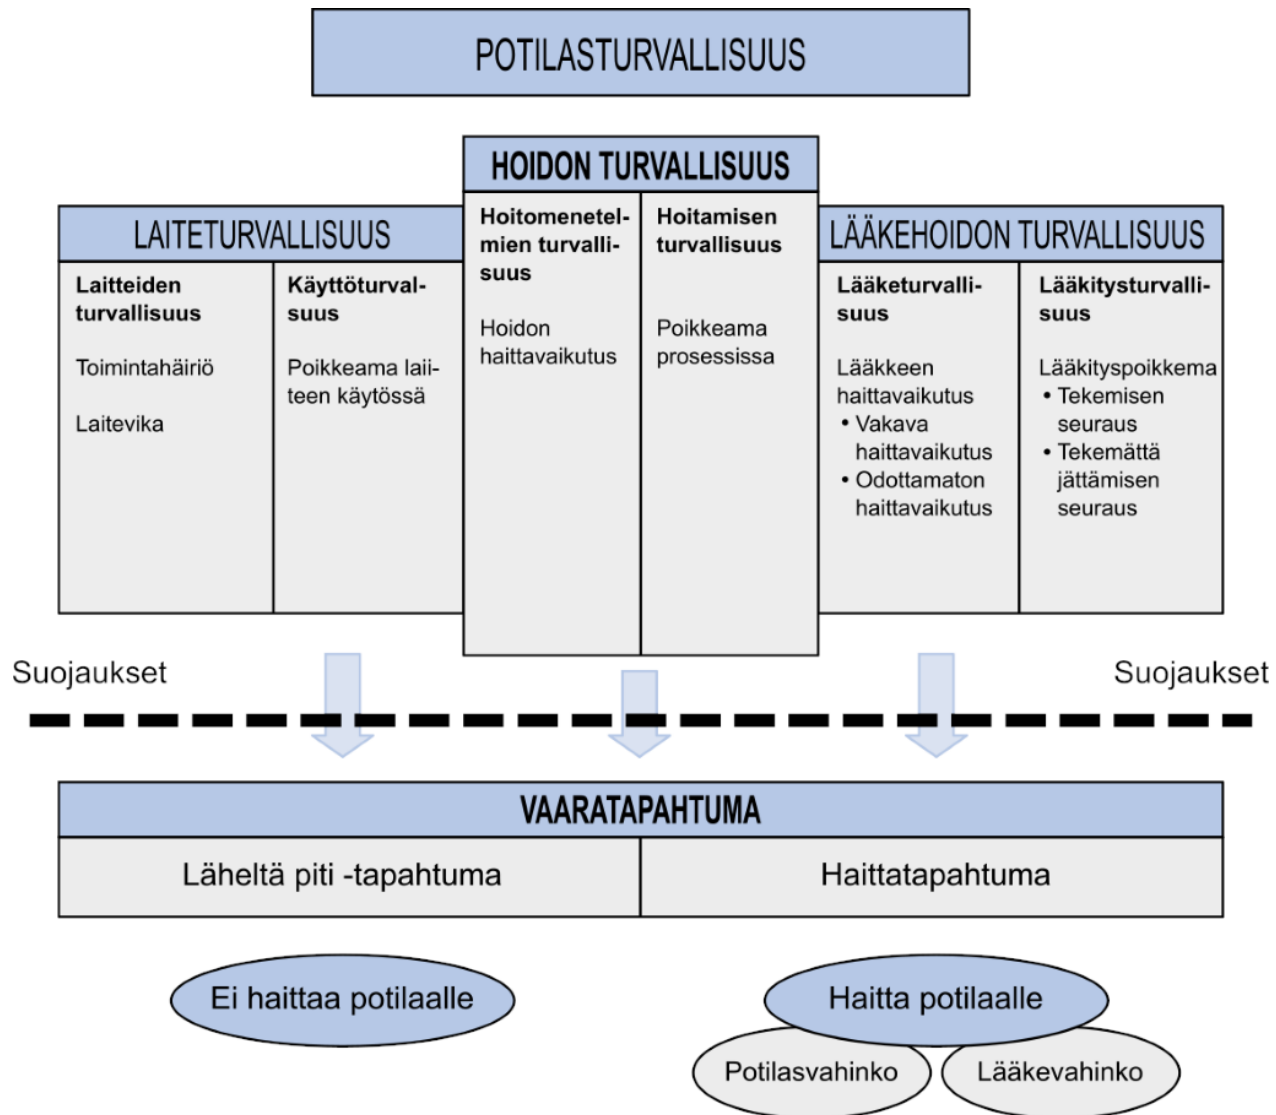 POTILASTURVALLISUUS
HOIDON TURVALLISUUS
Hoitomenetel-
mien turvalli-
suus
Hoidon
haittavaikutus
Hoitamisen
turvallisuus
Poikkeama
prosessissa
LAITETURVALLISUUS
Laitteiden
turvallisuus
Toimintahäiriö
Laitevika
Käyttöturval-
suus
Poikkeama laii-
teen käytössä
LÄÄKEHOIDON TURVALLISUUS
Lääketurvalli-
suus
Lääkkeen
haittavaikutus
• Vakava
haittavaikutus
• Odottamaton
haittavaikutus
Lääkitysturvalli-
suus
Lääkityspoikkema
• Tekemisen
seuraus
• Tekemättä
jättämisen
seuraus
Suojaukset
Suojaukset
VAARATAPAHTUMA
Läheltä piti -tapahtuma
Haittatapahtuma
Ei haittaa potilaalle
Haitta potilaalle
Potilasvahinko
Lääkevahinko